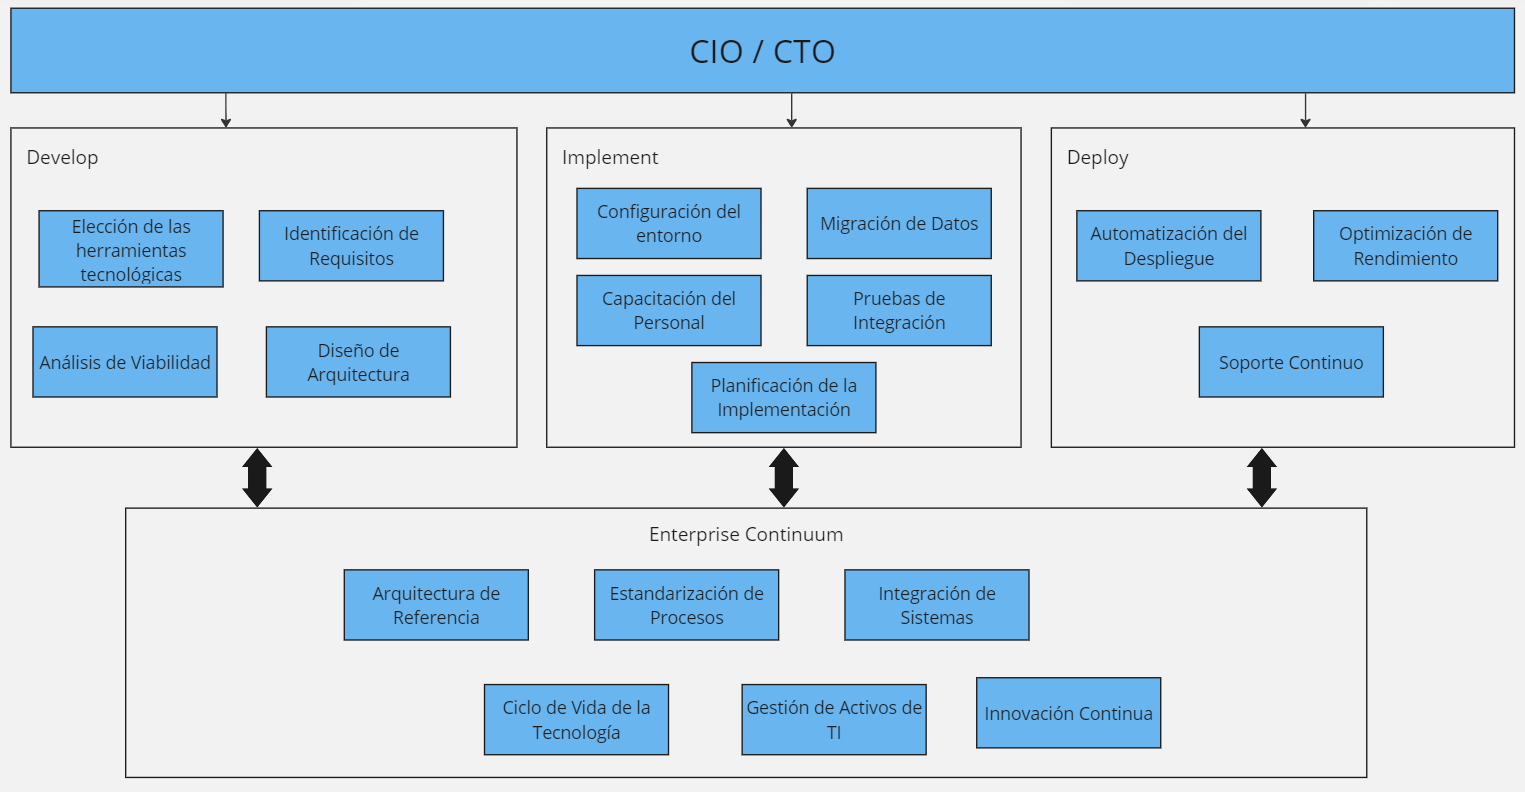 CIO / CTO
Develop
Elección de las
herramientas
tecnológicas
Identificación de
Requisitos
Análisis de Viabilidad
Diseño de
Arquitectura
Implement
Configuración del
entorno
Migración de Datos
Capacitación del
Personal
Pruebas de
Integración
Planificación de la
Implementación
Deploy
Automatización del
Despliegue
Optimización de
Rendimiento
Soporte Continuo
Enterprise Continuum
Arquitectura de
Referencia
Estandarización de
Procesos
Integración de
Sistemas
Ciclo de Vida de la
Tecnología
Gestión de Activos de
TI
Innovación Continua